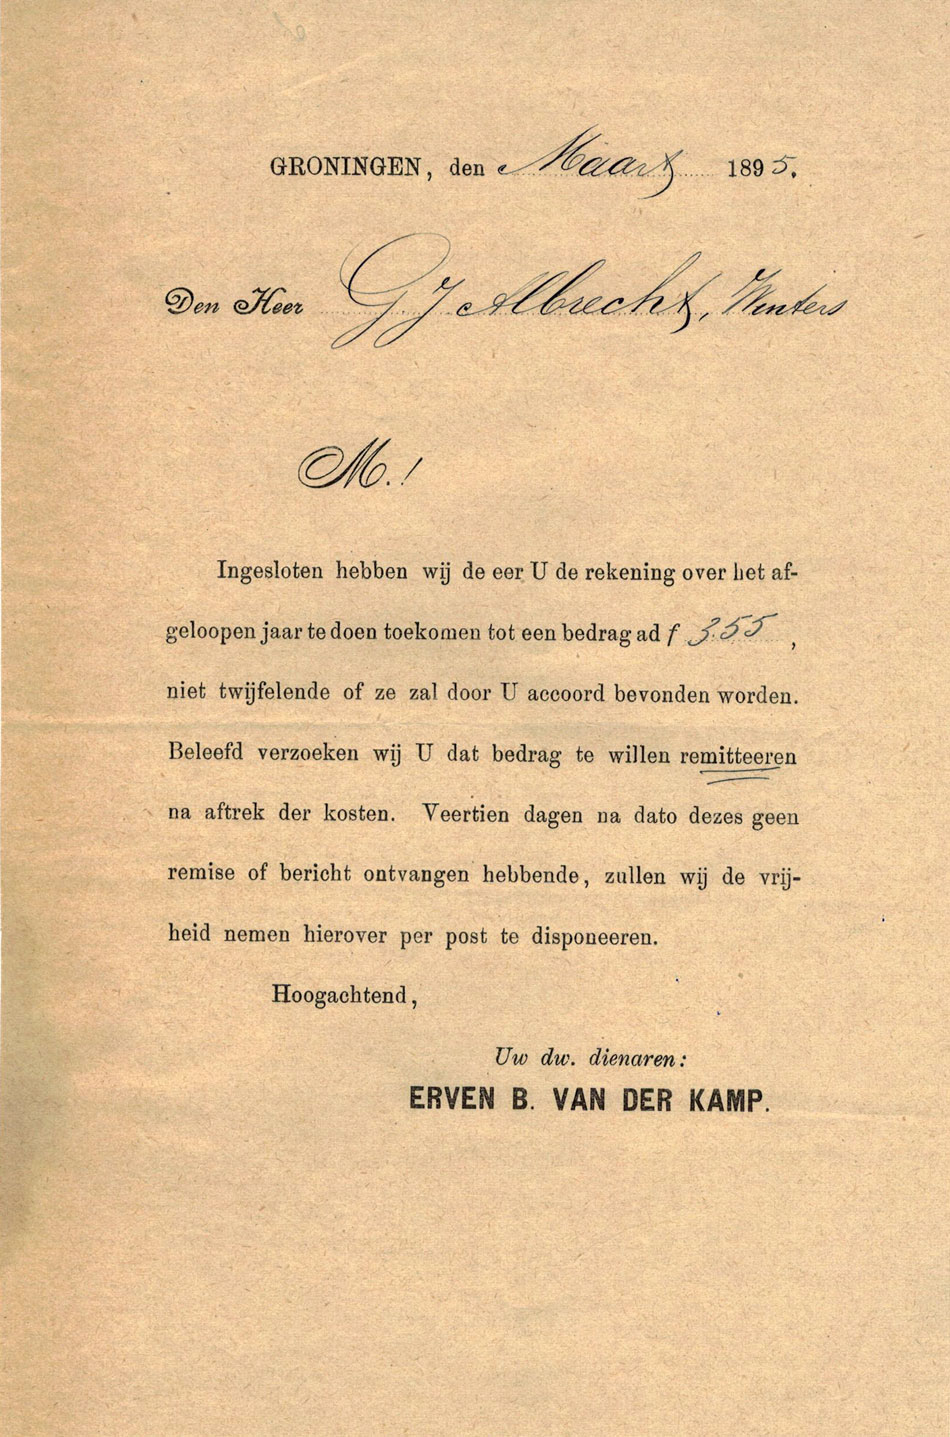 GRONINGEN, den Maart 1895.
Den Heer G. J. Albrecht, Winters
M.!
Ingesloten hebben wij de eer U de rekening over het af-
geloopen jaar te doen toekomen tot een bedrag ad f 3.55,
niet twijfelende of ze zal door U accoord bevonden worden.
Beleefd verzoeken wij U dat bedrag te willen remitteeren
na aftrek der kosten. Veertien dagen na dato dezes geen
remise of bericht ontvangen hebbende, zullen wij de vrij-
heid nemen hierover per post te disponeeren.
Hoogachtend,
Uw dw. dienaren:
ERVEN B. VAN DER KAMP.